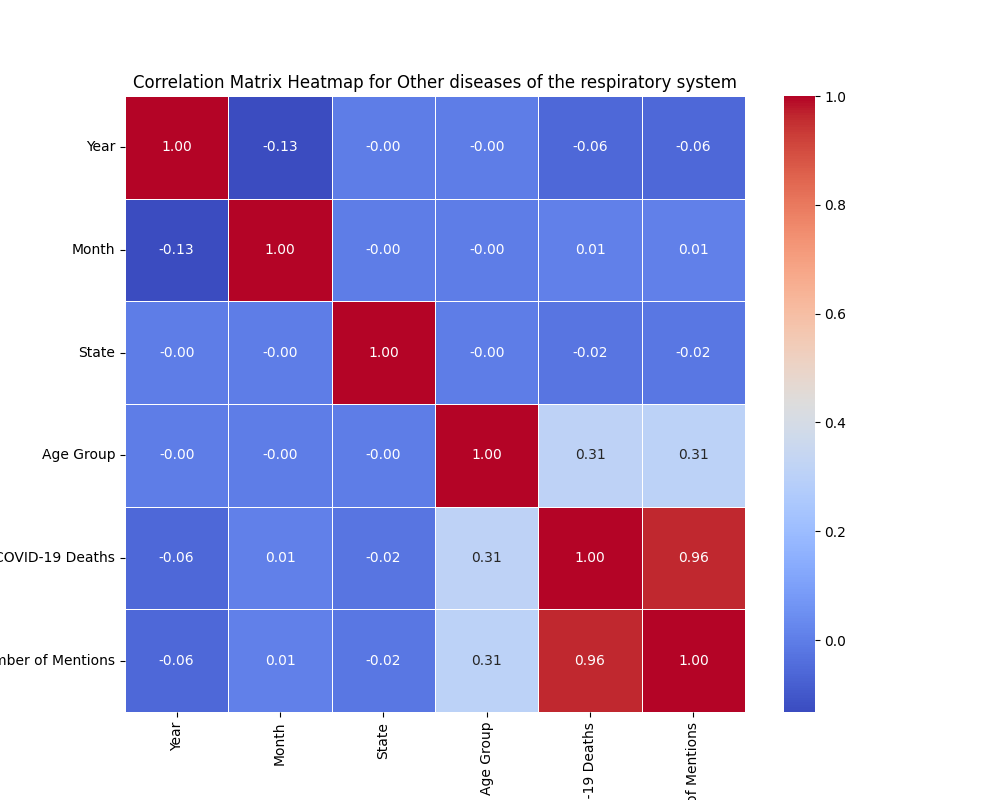 Correlation Matrix Heatmap for Other diseases of the respiratory system
Year 1.00 -0.13 -0.00 -0.00 -0.06 -0.06
Month -0.13 1.00 -0.00 -0.00 0.01 0.01
State -0.00 -0.00 1.00 -0.00 -0.02 -0.02
Age Group -0.00 -0.00 -0.00 1.00 0.31 0.31
COVID-19 Deaths -0.06 0.01 -0.02 0.31 1.00 0.96
mber of Mentions -0.06 0.01 -0.02 0.31 0.96 1.00
Year
Month
State
Age Group
-19 Deaths
of Mentions
1.0
0.8
0.6
0.4
0.2
0.0